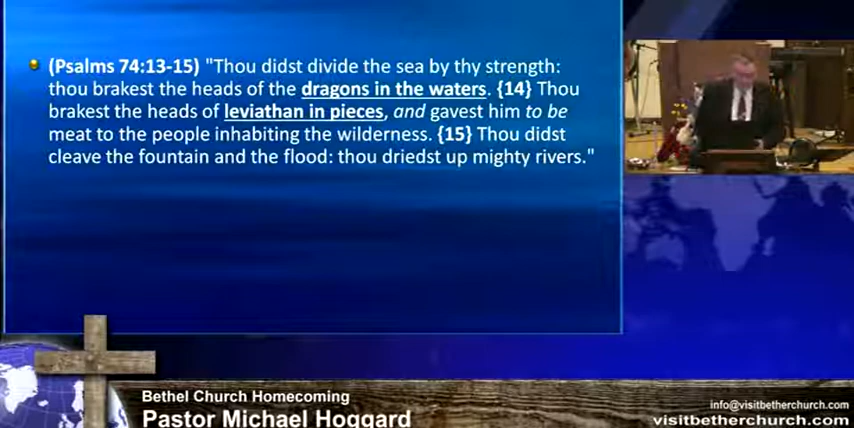 (Psalms 74:13-15) "Thou didst divide the sea by thy strength:
thou brakest the heads of the dragons in the waters. {14} Thou
brakest the heads of leviathan in pieces, and gavest him to be
meat to the people inhabiting the wilderness. {15} Thou didst
cleave the fountain and the flood: thou driedst up mighty rivers."
Bethel Church Homecoming
Pastor Michael Hoggard
info@visitbetherchurch.com
visitbetherchurch.com